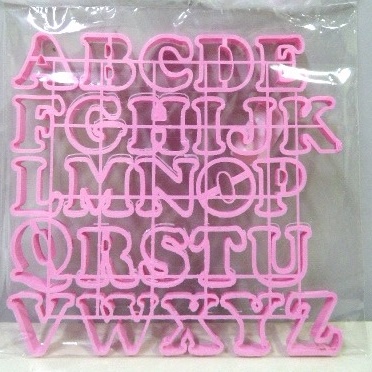 ABCDE
FGHIJK
LMNOP
QRSTU
VWXYZ